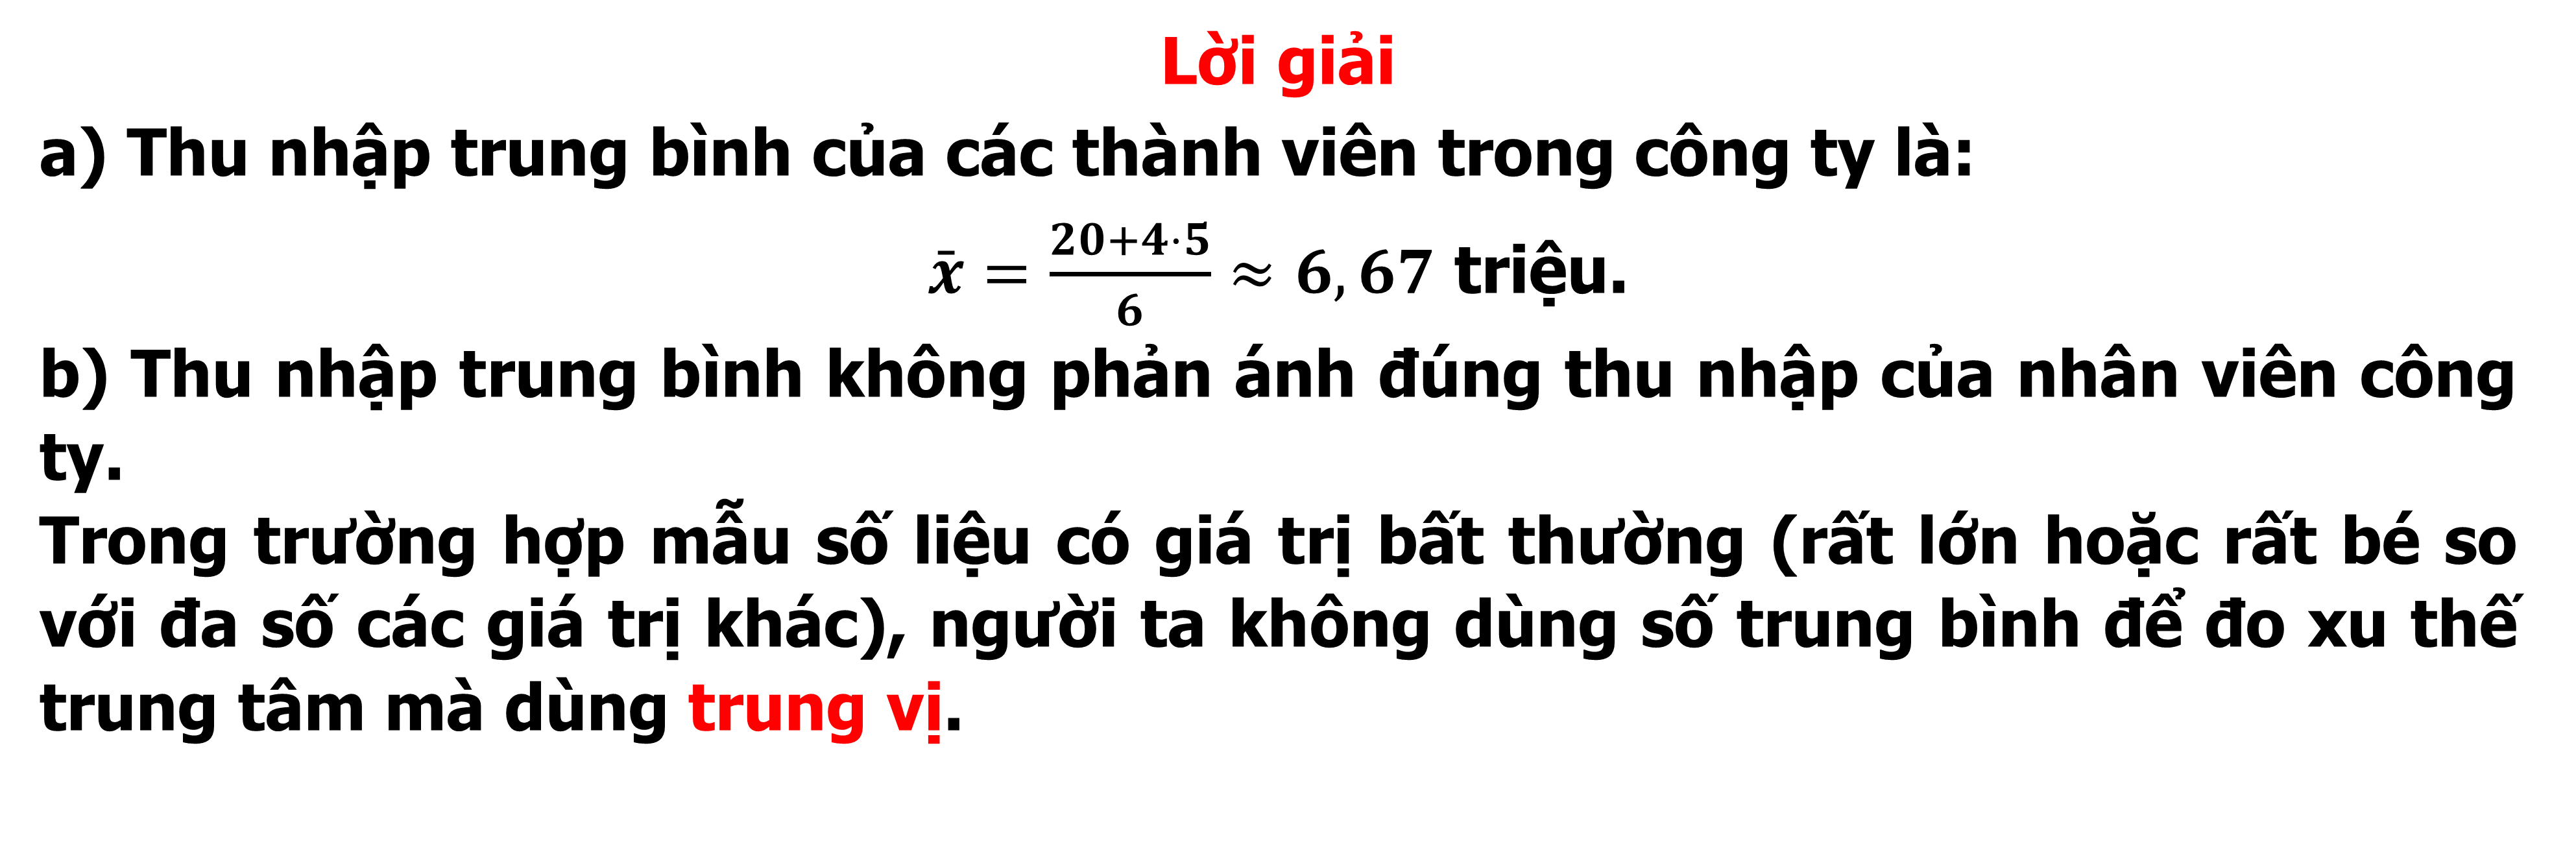 Lời giải
a) Thu nhập trung bình của các thành viên trong công ty là:
x̄ = (20+4·5)/6 ≈ 6,67 triệu.
b) Thu nhập trung bình không phản ánh đúng thu nhập của nhân viên công
ty.
Trong trường hợp mẫu số liệu có giá trị bất thường (rất lớn hoặc rất bé so
với đa số các giá trị khác), người ta không dùng số trung bình để đo xu thế
trung tâm mà dùng trung vị.